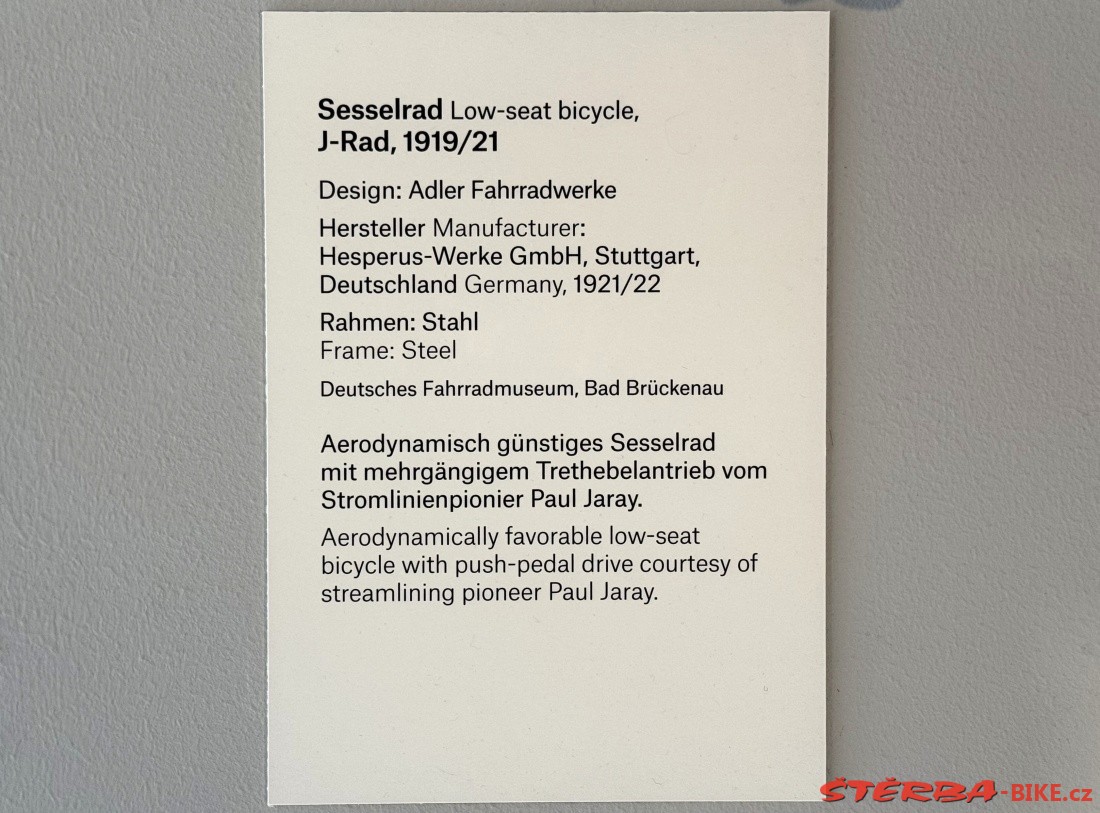 Sesselrad Low-seat bicycle,
J-Rad, 1919/21
Design: Adler Fahrradwerke
Hersteller Manufacturer:
Hesperus-Werke GmbH, Stuttgart,
Deutschland Germany, 1921/22
Rahmen: Stahl
Frame: Steel
Deutsches Fahrradmuseum, Bad Brückenau
Aerodynamisch günstiges Sesselrad
mit mehrgängigem Trethebelantrieb vom
Stromlinienpionier Paul Jaray.
Aerodynamically favorable low-seat
bicycle with push-pedal drive courtesy of
streamlining pioneer Paul Jaray.
ŠTĚRBA-BIKE.cz